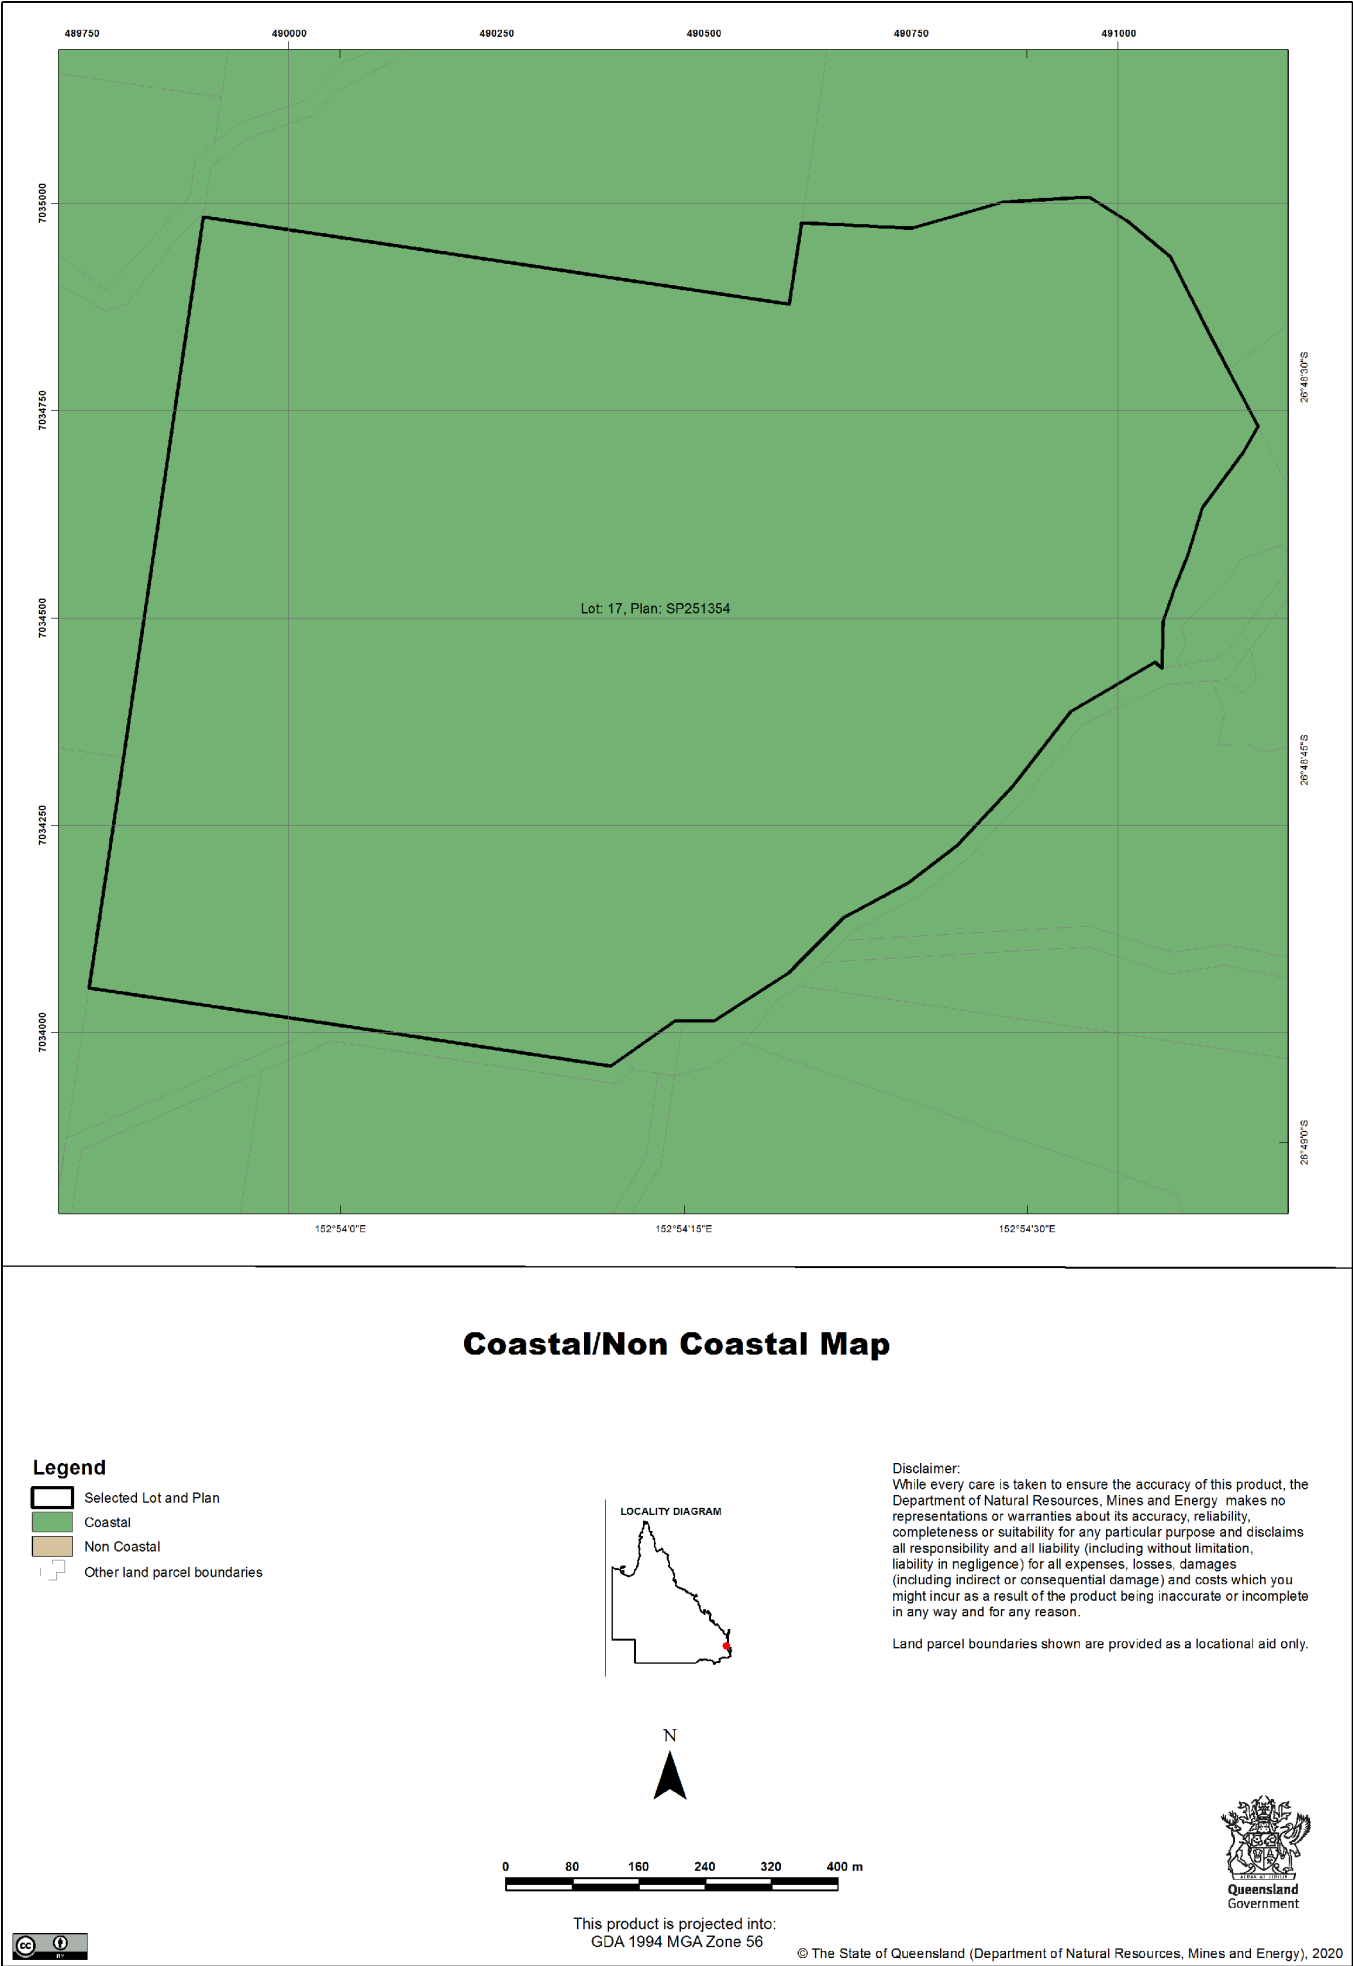 489750 490000 490250 490500 490750 491000
7035000
26°48'30"S
7034750
Lot: 17, Plan: SP251354
7034500
26°48'45"S
7034250
7034000
26°49'0"S
152°54'0"E 152°54'15"E 152°54'30"E
Coastal/Non Coastal Map
Legend
Selected Lot and Plan
Coastal
Non Coastal
Other land parcel boundaries
LOCALITY DIAGRAM
Disclaimer:
While every care is taken to ensure the accuracy of this product, the
Department of Natural Resources, Mines and Energy makes no
representations or warranties about its accuracy, reliability,
completeness or suitability for any particular purpose and disclaims
all responsibility and all liability (including without limitation,
liability in negligence) for all expenses, losses, damages
(including indirect or consequential damage) and costs which you
might incur as a result of the product being inaccurate or incomplete
in any way and for any reason.
Land parcel boundaries shown are provided as a locational aid only.
N
0 80 160 240 320 400 m
This product is projected into:
GDA 1994 MGA Zone 56
Queensland
Government
cc
BY
© The State of Queensland (Department of Natural Resources, Mines and Energy), 2020